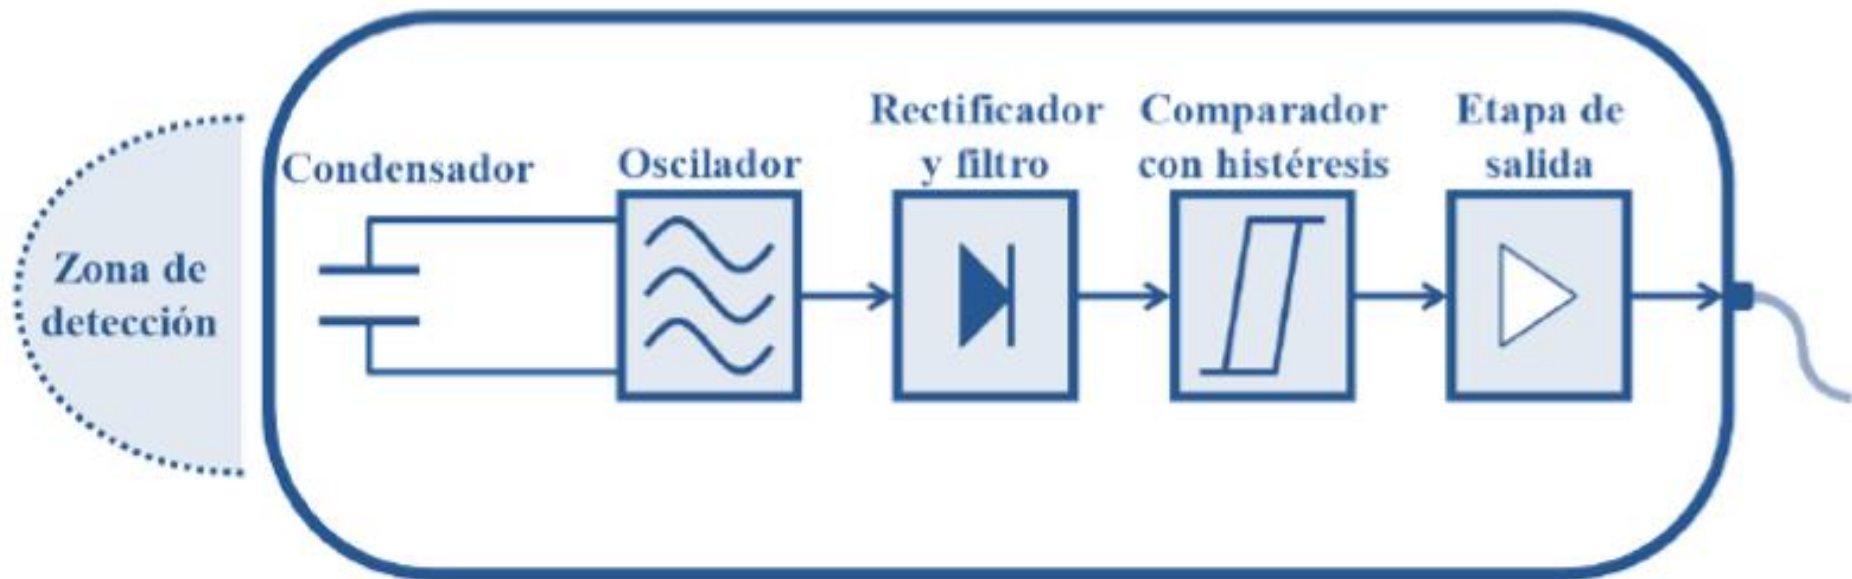 Zona de
detección
Condensador
Oscilador
Rectificador
y filtro
Comparador
con histéresis
Etapa de
salida